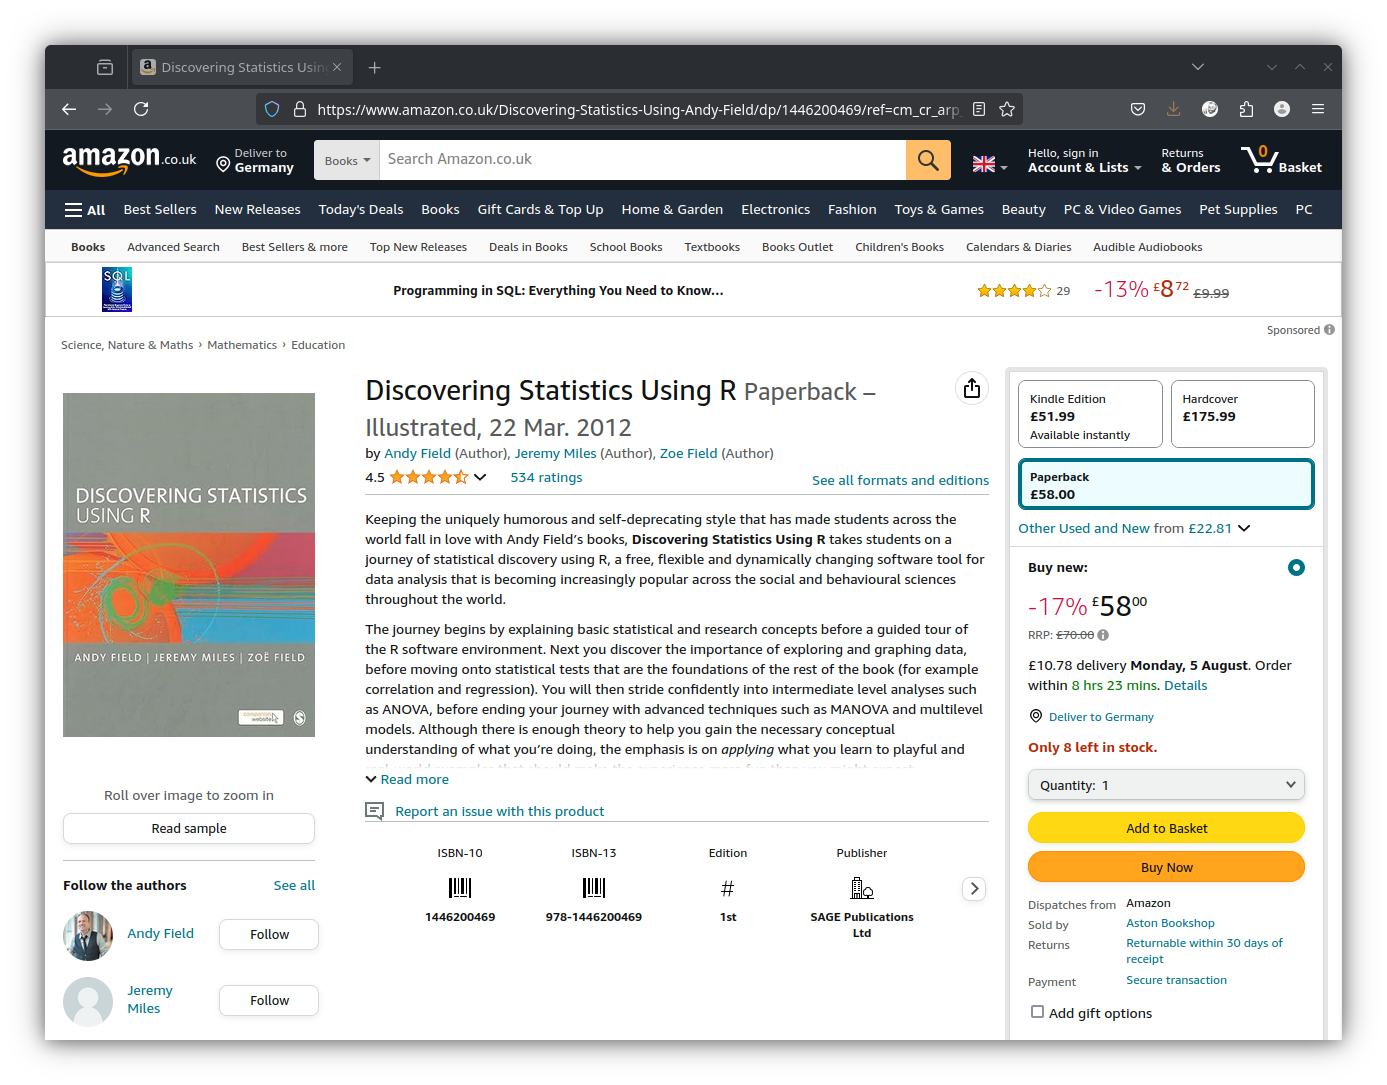 Discovering Statistics Usin
https://www.amazon.co.uk/Discovering-Statistics-Using-Andy-Field/dp/1446200469/ref=cm_cr_arp_
amazon.co.uk
Deliver to
Germany
Books
Search Amazon.co.uk
Hello, sign in
Account & Lists
Returns
& Orders
0
Basket
All Best Sellers New Releases Today's Deals Books Gift Cards & Top Up Home & Garden Electronics Fashion Toys & Games Beauty PC & Video Games Pet Supplies PC
Books Advanced Search Best Sellers & more Top New Releases Deals in Books School Books Textbooks Books Outlet Children's Books Calendars & Diaries Audible Audiobooks
SQL
Programming in SQL: Everything You Need to Know...
29
-13% £8.72 £9.99
Sponsored
Science, Nature & Maths › Mathematics › Education
DISCOVERING STATISTICS
USING R
ANDY FIELD | JEREMY MILES | ZOË FIELD
companion
website
Roll over image to zoom in
Read sample
Follow the authors See all
Andy Field Follow
Jeremy
Miles
Follow
Discovering Statistics Using R Paperback –
Illustrated, 22 Mar. 2012
by Andy Field (Author), Jeremy Miles (Author), Zoe Field (Author)
4.5 534 ratings
See all formats and editions
Keeping the uniquely humorous and self-deprecating style that has made students across the
world fall in love with Andy Field's books, Discovering Statistics Using R takes students on a
journey of statistical discovery using R, a free, flexible and dynamically changing software tool for
data analysis that is becoming increasingly popular across the social and behavioural sciences
throughout the world.
The journey begins by explaining basic statistical and research concepts before a guided tour of
the R software environment. Next you discover the importance of exploring and graphing data,
before moving onto statistical tests that are the foundations of the rest of the book (for example
correlation and regression). You will then stride confidently into intermediate level analyses such
as ANOVA, before ending your journey with advanced techniques such as MANOVA and multilevel
models. Although there is enough theory to help you gain the necessary conceptual
understanding of what you're doing, the emphasis is on applying what you learn to playful and
real-world examples that should make the experience more fun than you might expect.
Read more
Report an issue with this product
ISBN-10
1446200469
ISBN-13
978-1446200469
Edition
#
1st
Publisher
SAGE Publications
Ltd
Kindle Edition
£51.99
Available instantly
Hardcover
£175.99
Paperback
£58.00
Other Used and New from £22.81
Buy new:
-17% £58.00
RRP: £70.00
£10.78 delivery Monday, 5 August. Order
within 8 hrs 23 mins. Details
Deliver to Germany
Only 8 left in stock.
Quantity: 1
Add to Basket
Buy Now
Dispatches from Amazon
Sold by Aston Bookshop
Returns Returnable within 30 days of
receipt
Payment Secure transaction
Add gift options